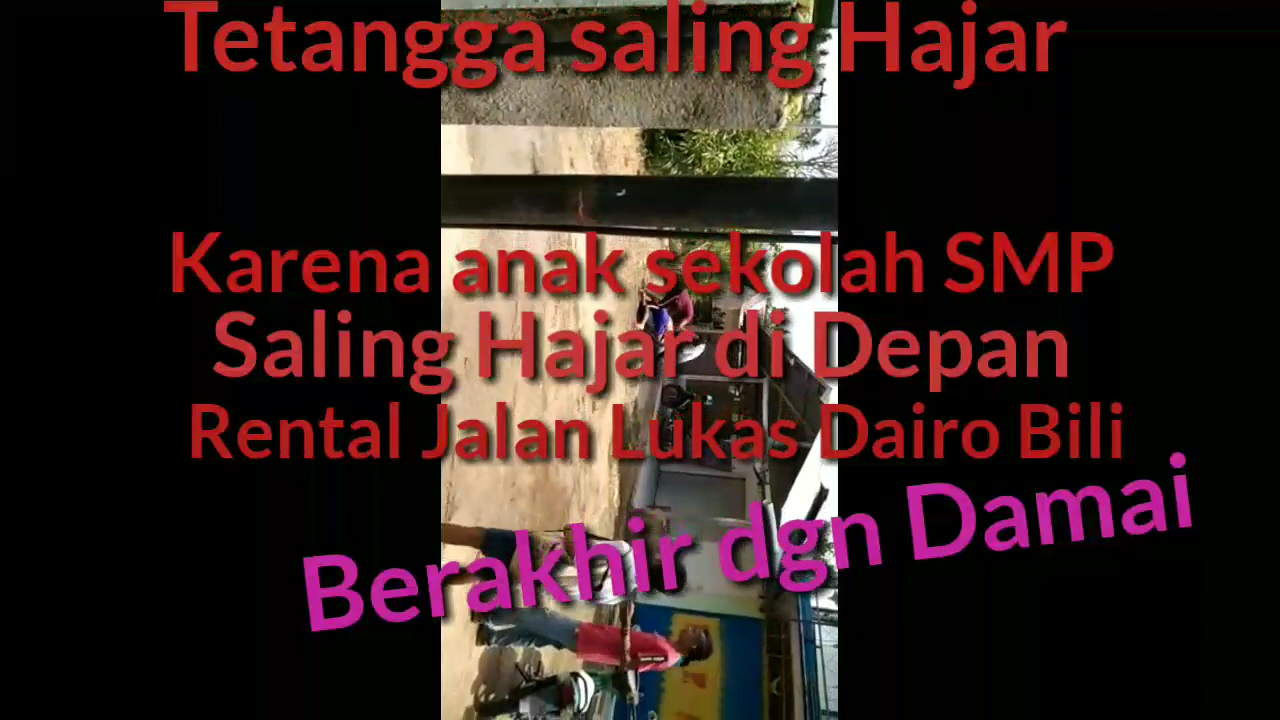 Tetangga saling Hajar
Karena anak sekolah SMP
Saling Hajar di Depan
Rental Jalan Lukas Dairo Bili
Berakhir dgn Damai